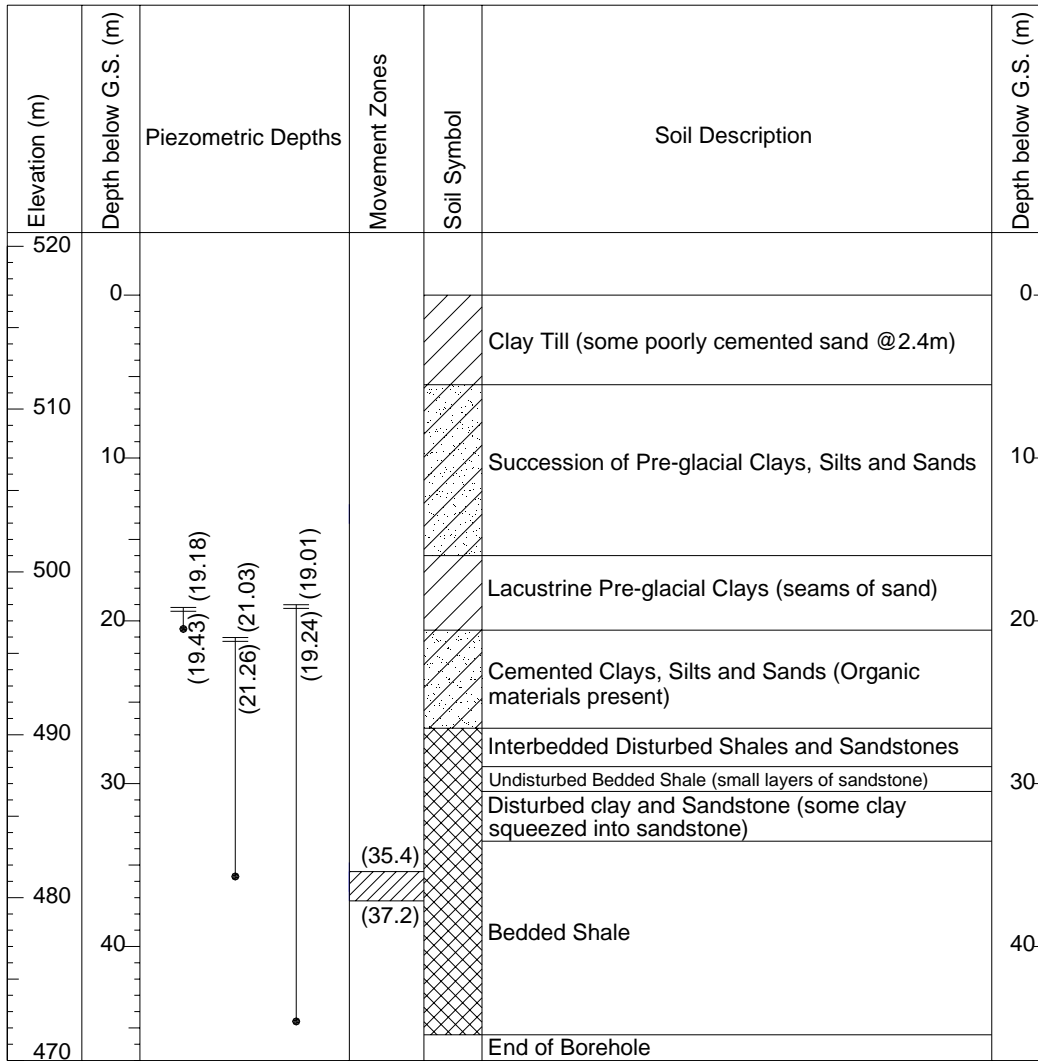 Elevation (m)
Depth below G.S. (m)
Piezometric Depths
Movement Zones
Soil Symbol
Soil Description
Depth below G.S. (m)
520
0
0
Clay Till (some poorly cemented sand @2.4m)
510
10
Succession of Pre-glacial Clays, Silts and Sands
10
500
(19.43) (19.18)
(21.26) (21.03)
(19.24) (19.01)
Lacustrine Pre-glacial Clays (seams of sand)
20
20
Cemented Clays, Silts and Sands (Organic
materials present)
490
Interbedded Disturbed Shales and Sandstones
30
Undisturbed Bedded Shale (small layers of sandstone)
30
Disturbed clay and Sandstone (some clay
squeezed into sandstone)
(35.4)
480
(37.2)
Bedded Shale
40
40
470
End of Borehole